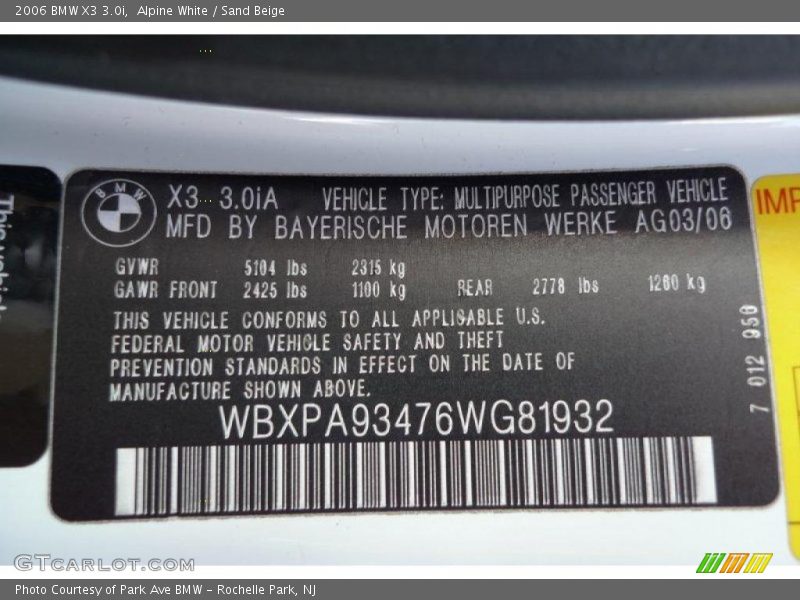 2006 BMW X3 3.0i,  Alpine White / Sand Beige
BMW
X3 3.0iA VEHICLE TYPE: MULTIPURPOSE PASSENGER VEHICLE
MFD BY BAYERISCHE MOTOREN WERKE AG03/06
GVWR 5104 lbs 2315 kg
GAWR FRONT 2425 lbs 1100 kg REAR 2778 lbs 1260 kg
THIS VEHICLE CONFORMS TO ALL APPLICABLE U.S.
FEDERAL MOTOR VEHICLE SAFETY AND THEFT
PREVENTION STANDARDS IN EFFECT ON THE DATE OF
MANUFACTURE SHOWN ABOVE.
WBXPA93476WG81932
7 012 950
This vehicle
IMP
GTCARLOT.COM
Photo Courtesy of Park Ave BMW - Rochelle Park, NJ